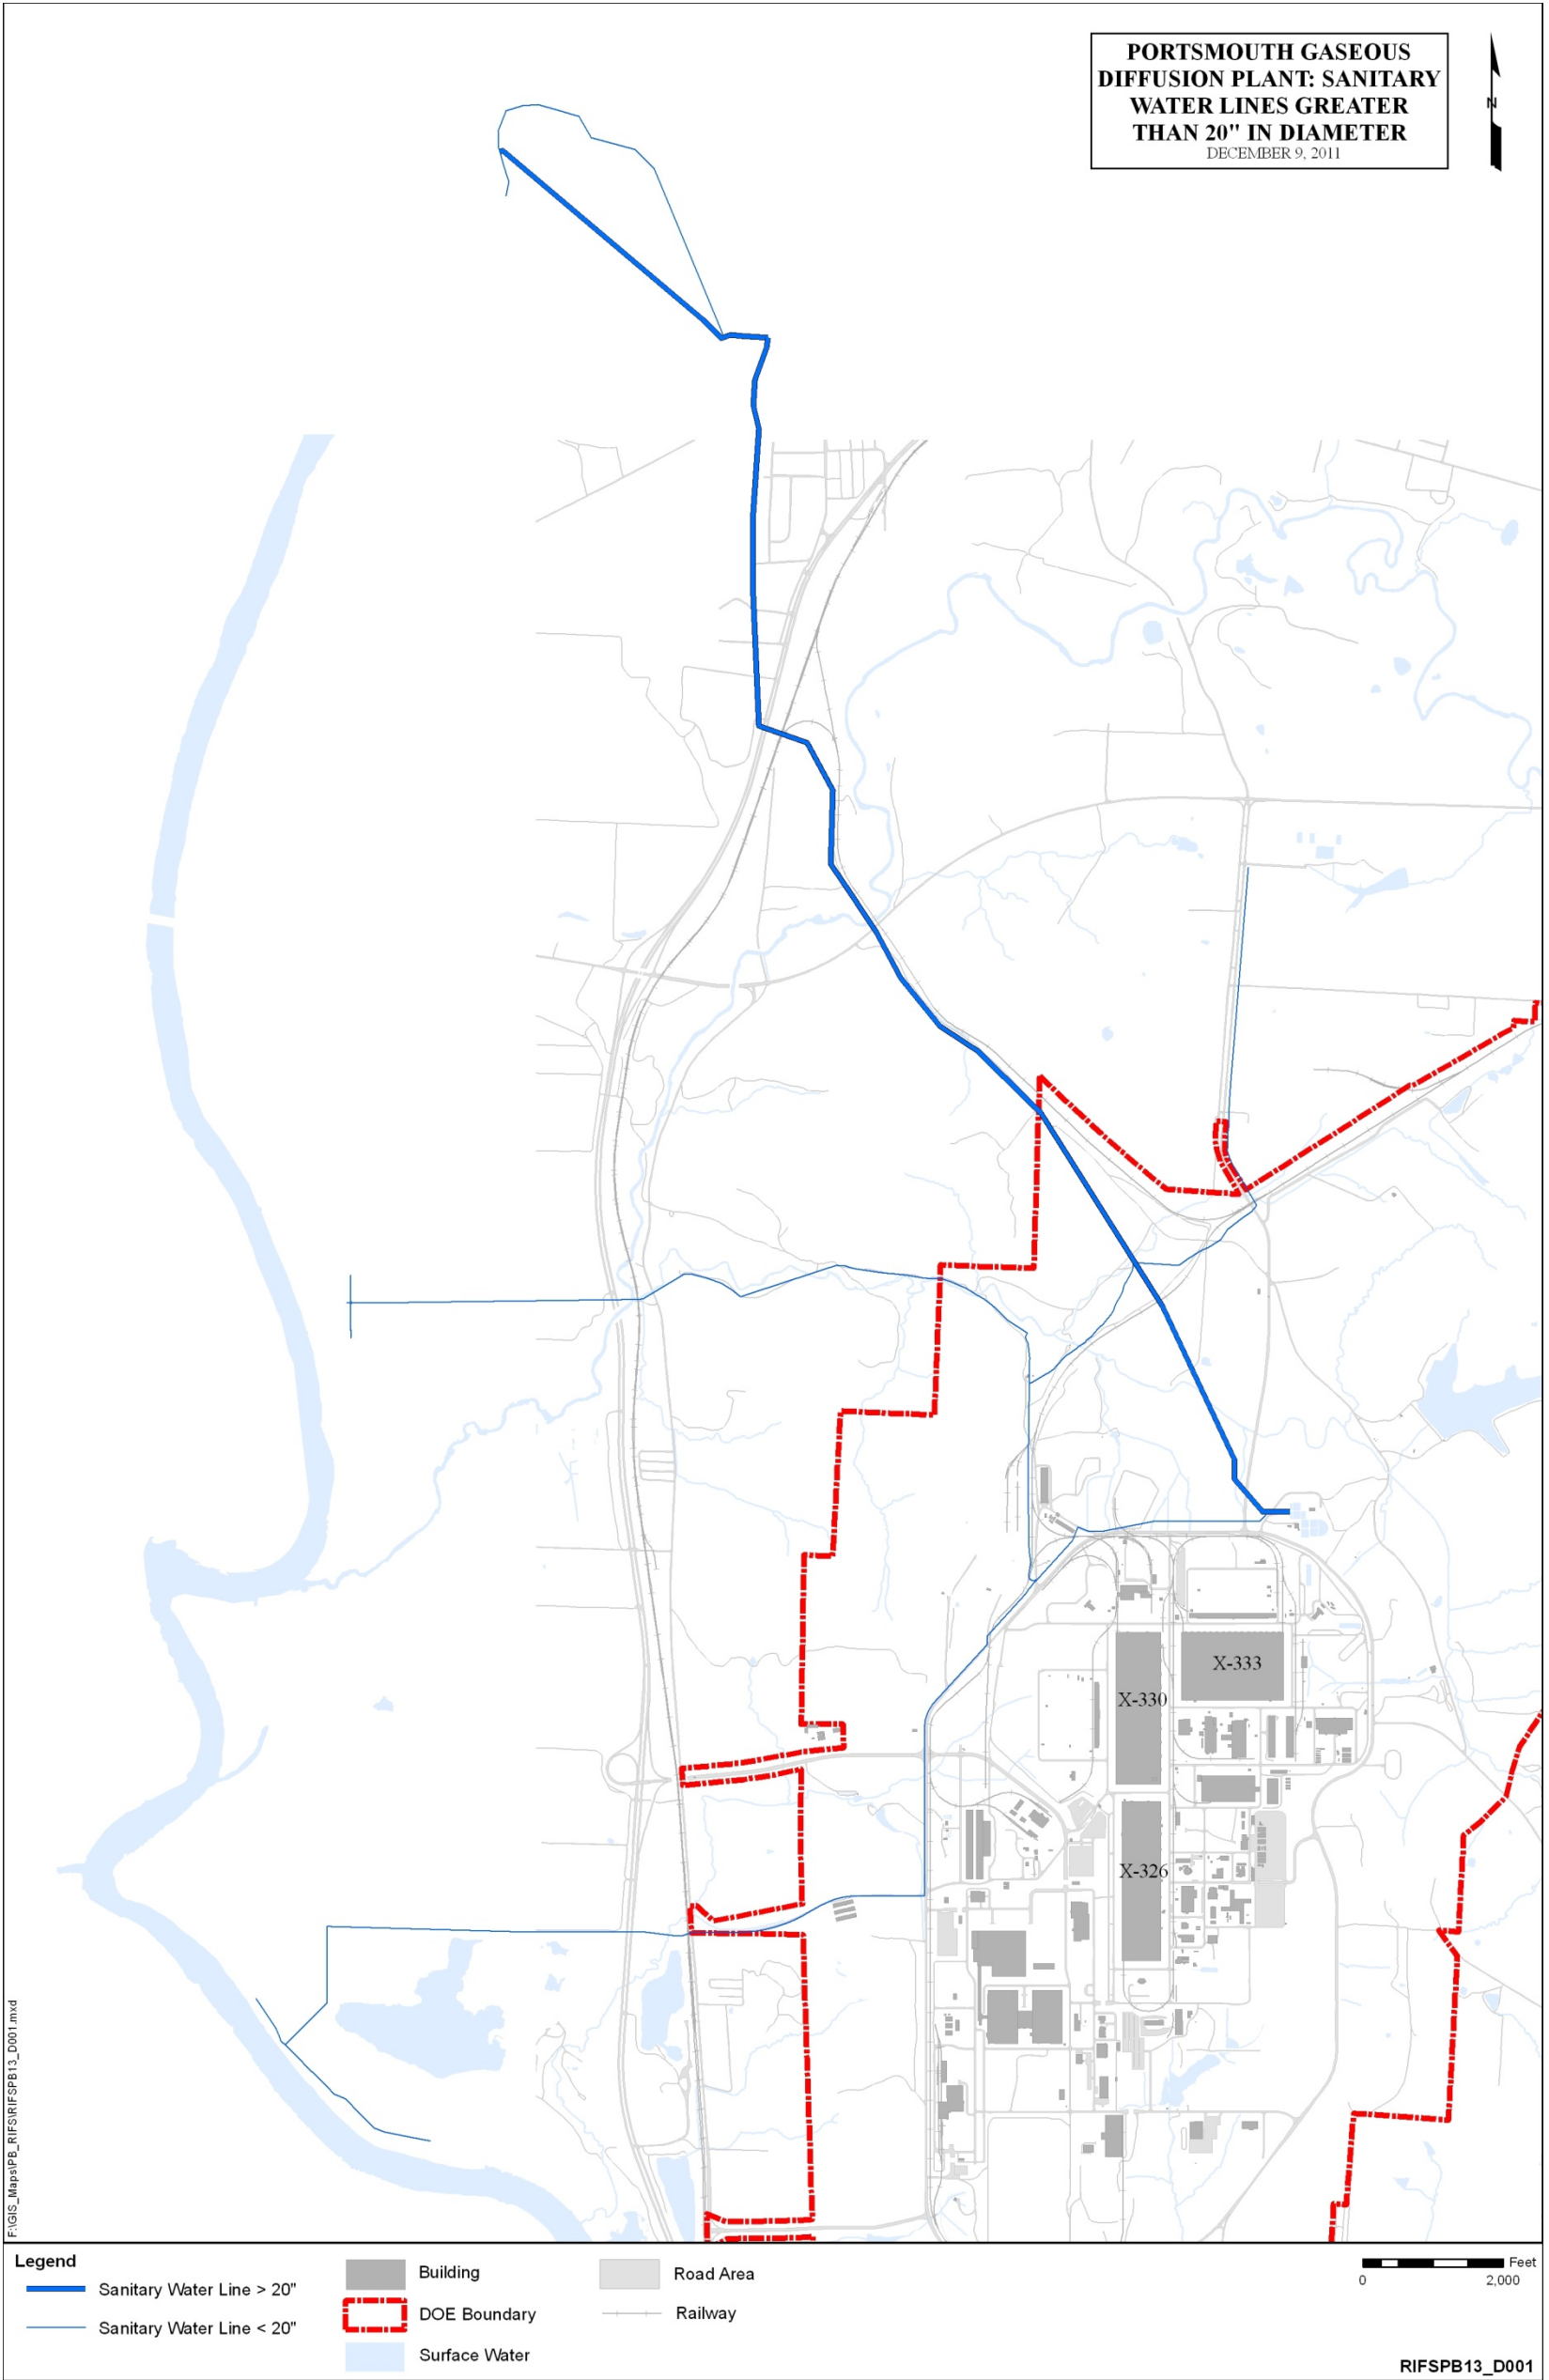 PORTSMOUTH GASEOUS
DIFFUSION PLANT: SANITARY
WATER LINES GREATER
THAN 20" IN DIAMETER
DECEMBER 9, 2011
N
X-333
X-330
X-326
F:\GIS_Maps\PB_RIFS\RIFSPB13_D001.mxd
Legend
Sanitary Water Line > 20"
Sanitary Water Line < 20"
Building
DOE Boundary
Surface Water
Road Area
Railway
Feet
0 2,000
RIFSPB13_D001